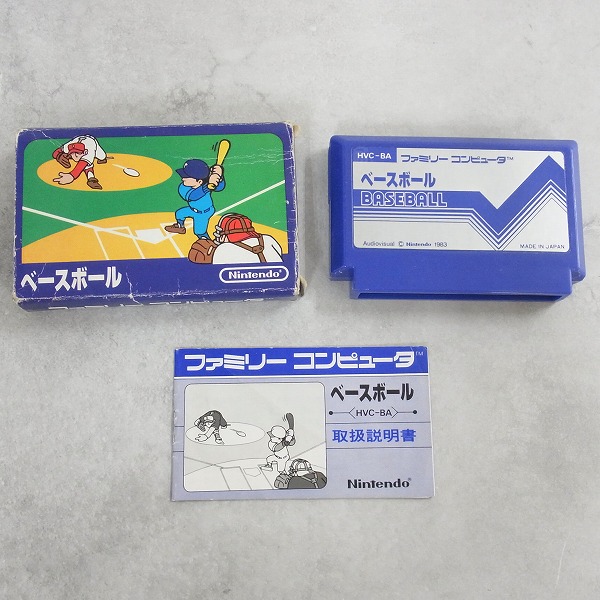 ベースボール
Nintendo
HVC-BA ファミリー コンピュータ™
ベースボール
BASEBALL
Audiovisual © Nintendo 1983
MADE IN JAPAN
ファミリー コンピュータ™
ベースボール
HVC-BA
取扱説明書
Nintendo